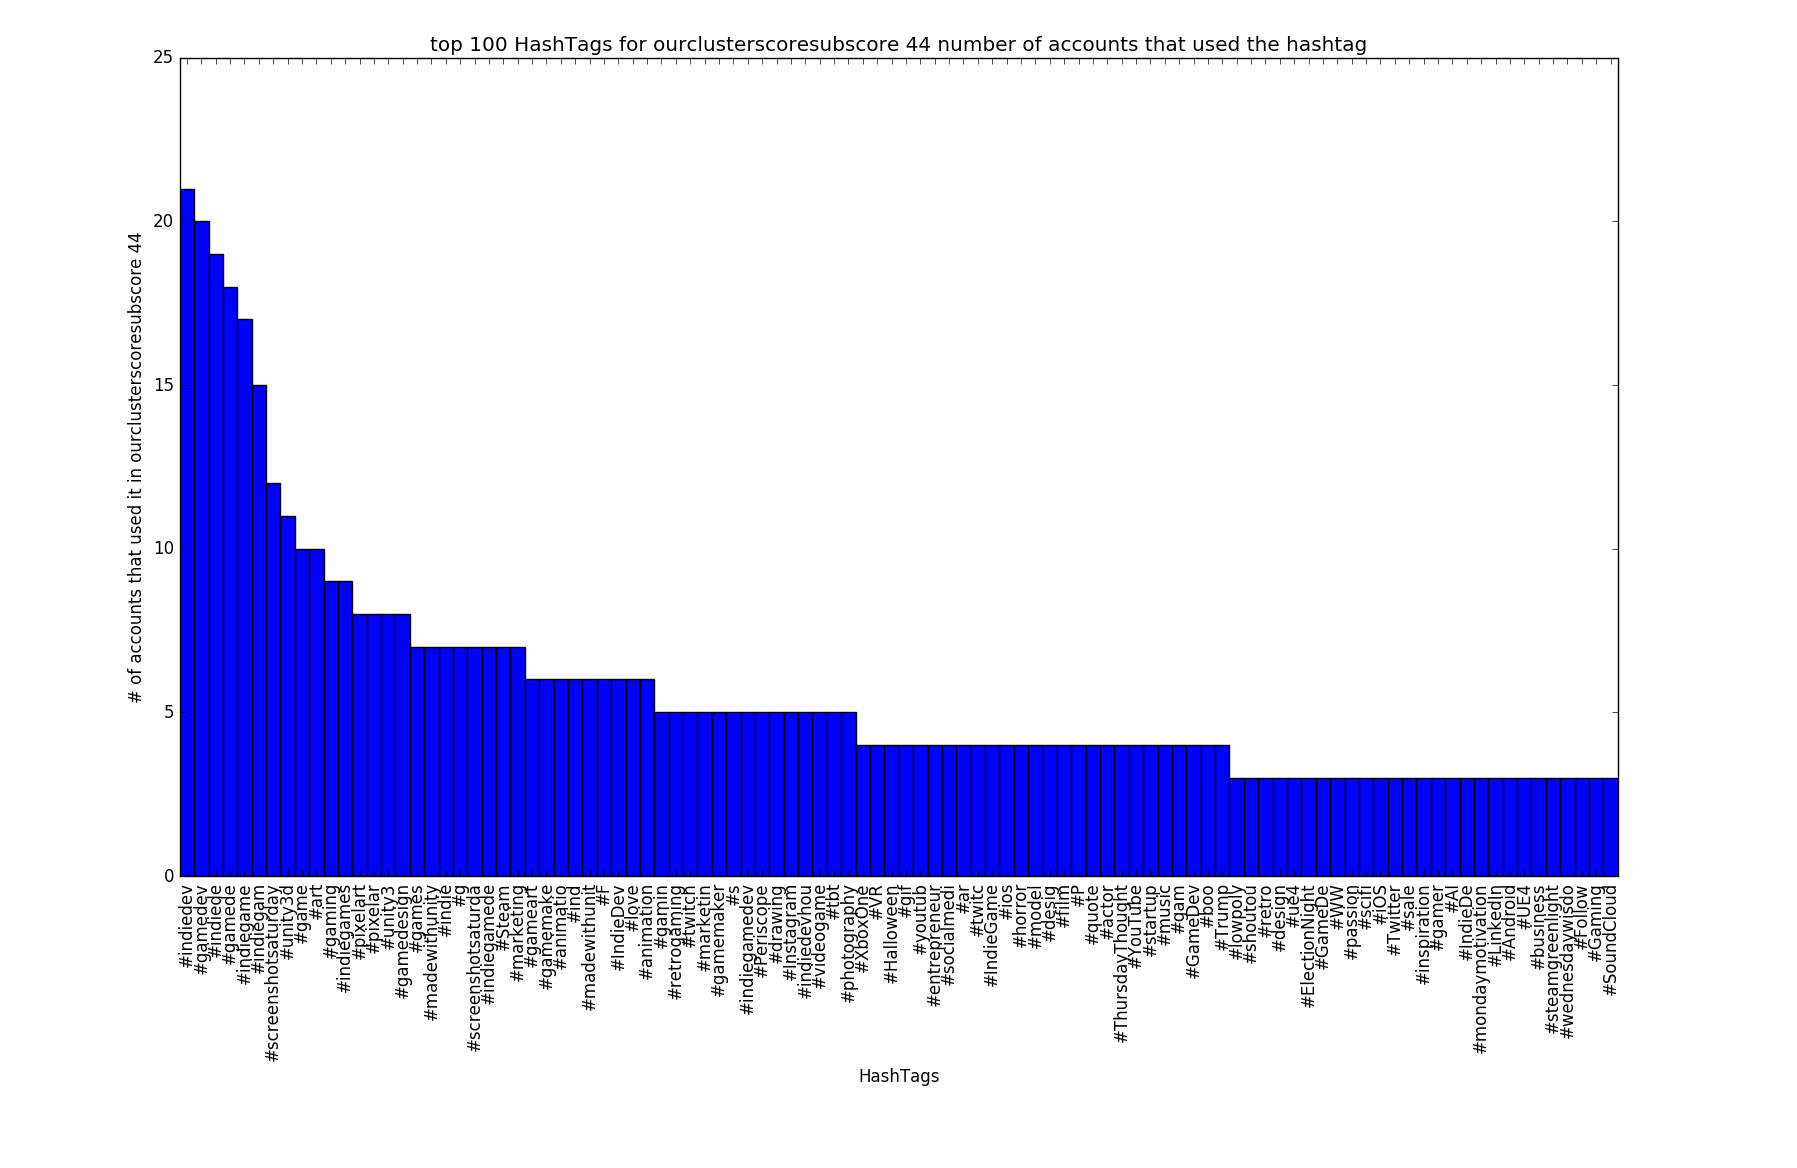 top 100 HashTags for ourclusterscoresubscore 44 number of accounts that used the hashtag
# of accounts that used it in ourclusterscoresubscore 44
25
20
15
10
5
0
#indiedev
#gamedev
#indiede
#gamede
#indiegame
#indiegam
#screenshotsaturday
#unity3d
#game
#art
#gaming
#indiegames
#pixelart
#pixelar
#unity3
#gamedesign
#games
#madewithunity
#indie
#g
#screenshotsaturda
#indiegamede
#Steam
#marketing
#gameart
#gamemake
#animatio
#ind
#madewithunit
#F
#IndieDev
#love
#animation
#gamin
#retrogaming
#twitch
#marketin
#gamemaker
#s
#indiegamedev
#Periscope
#drawing
#Instagram
#indiedevhou
#videogame
#tbt
#photography
#XboxOne
#VR
#Halloween
#gif
#youtub
#entrepreneur
#socialmedi
#ar
#twitc
#IndieGame
#ios
#horror
#model
#desig
#film
#P
#quote
#actor
#ThursdayThought
#YouTube
#startup
#music
#gam
#GameDev
#boo
#Trump
#lowpoly
#shoutou
#retro
#design
#ue4
#ElectionNight
#GameDe
#WW
#passion
#scifi
#iOS
#Twitter
#sale
#inspiration
#gamer
#AI
#IndieDe
#mondaymotivation
#LinkedIn
#Android
#UE4
#business
#steamgreenlight
#wednesdaywisdo
#Follow
#Gaming
#SoundCloud
HashTags